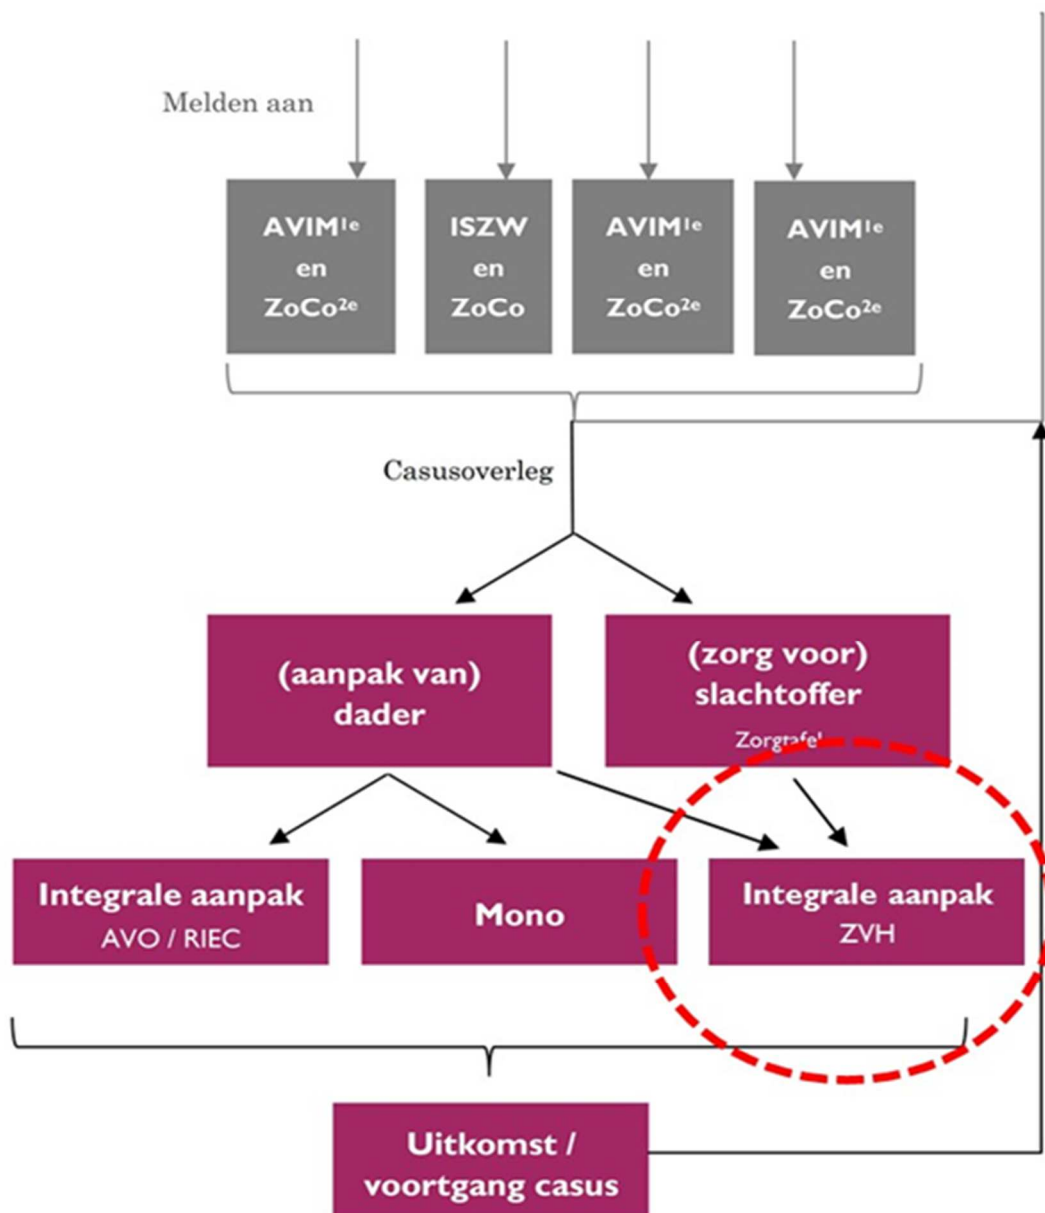 Melden aan
AVIM1e
en
ZoCo2e
ISZW
en
ZoCo
AVIM1e
en
ZoCo2e
AVIM1e
en
ZoCo2e
Casusoverleg
(aanpak van)
dader
(zorg voor)
slachtoffer
Zorgtafel
Integrale aanpak
AVO / RIEC
Mono
Integrale aanpak
ZVH
Uitkomst /
voortgang casus